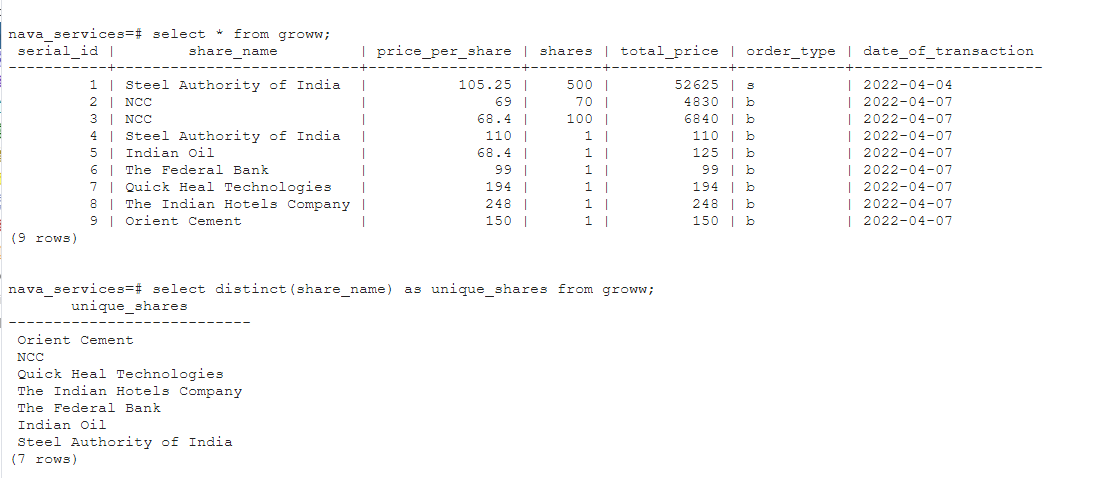 nava_services=# select * from groww;
serial_id | share_name | price_per_share | shares | total_price | order_type | date_of_transaction
-----------+----------------------------+-----------------+--------+-------------+------------+---------------------
1 | Steel Authority of India | 105.25 | 500 | 52625 | s | 2022-04-04
2 | NCC | 69 | 70 | 4830 | b | 2022-04-07
3 | NCC | 68.4 | 100 | 6840 | b | 2022-04-07
4 | Steel Authority of India | 110 | 1 | 110 | b | 2022-04-07
5 | Indian Oil | 68.4 | 1 | 125 | b | 2022-04-07
6 | The Federal Bank | 99 | 1 | 99 | b | 2022-04-07
7 | Quick Heal Technologies | 194 | 1 | 194 | b | 2022-04-07
8 | The Indian Hotels Company | 248 | 1 | 248 | b | 2022-04-07
9 | Orient Cement | 150 | 1 | 150 | b | 2022-04-07
(9 rows)
nava_services=# select distinct(share_name) as unique_shares from groww;
unique_shares
---------------------------
Orient Cement
NCC
Quick Heal Technologies
The Indian Hotels Company
The Federal Bank
Indian Oil
Steel Authority of India
(7 rows)